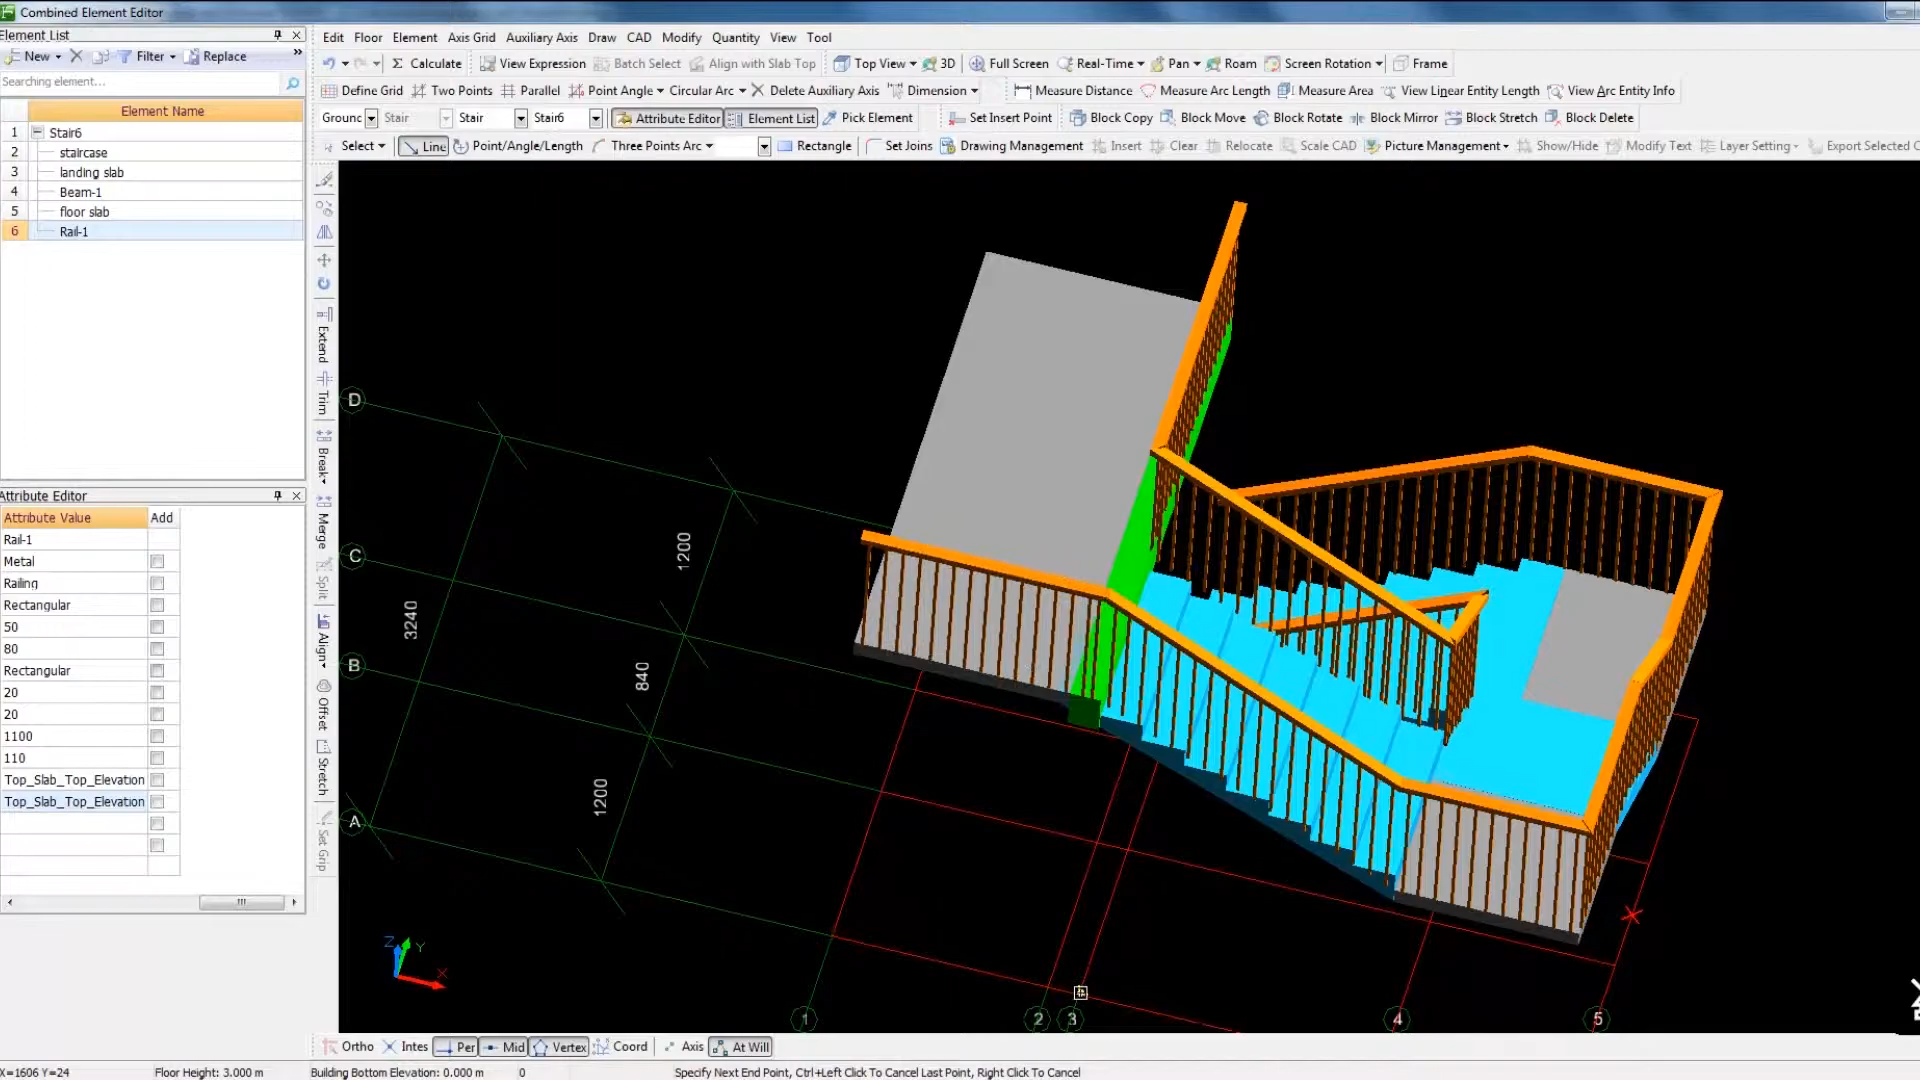 Combined Element Editor
Element List
New Filter Replace »
Searching element...
Element Name
1 Stair6
2 staircase
3 landing slab
4 Beam-1
5 floor slab
6 Rail-1
Attribute Editor
Attribute Value Add
Rail-1
Metal
Railing
Rectangular
50
80
Rectangular
20
20
1100
110
Top_Slab_Top_Elevation
Top_Slab_Top_Elevation
Edit Floor Element Axis Grid Auxiliary Axis Draw CAD Modify Quantity View Tool
Σ Calculate View Expression Batch Select Align with Slab Top Top View 3D Full Screen Real-Time Pan Roam Screen Rotation Frame
Define Grid Two Points Parallel Point Angle Circular Arc Delete Auxiliary Axis Dimension Measure Distance Measure Arc Length Measure Area View Linear Entity Length View Arc Entity Info
Grounc Stair Stair Stair6 Attribute Editor Element List Pick Element Set Insert Point Block Copy Block Move Block Rotate Block Mirror Block Stretch Block Delete
Select Line Point/Angle/Length Three Points Arc Rectangle Set Joins Drawing Management Insert Clear Relocate Scale CAD Picture Management Show/Hide Modify Text Layer Setting Export Selected C
Extend
Trim
Break
Merge
Split
Align
Offset
Stretch
Set Grip
D
C
B
A
3240
1200
840
1200
Z Y X
1 2 3 4 5
Ortho Intes Per Mid Vertex Coord Axis At Will
X=1606 Y=24 Floor Height: 3.000 m Building Bottom Elevation: 0.000 m 0 Specify Next End Point, Ctrl+Left Click To Cancel Last Point, Right Click To Cancel